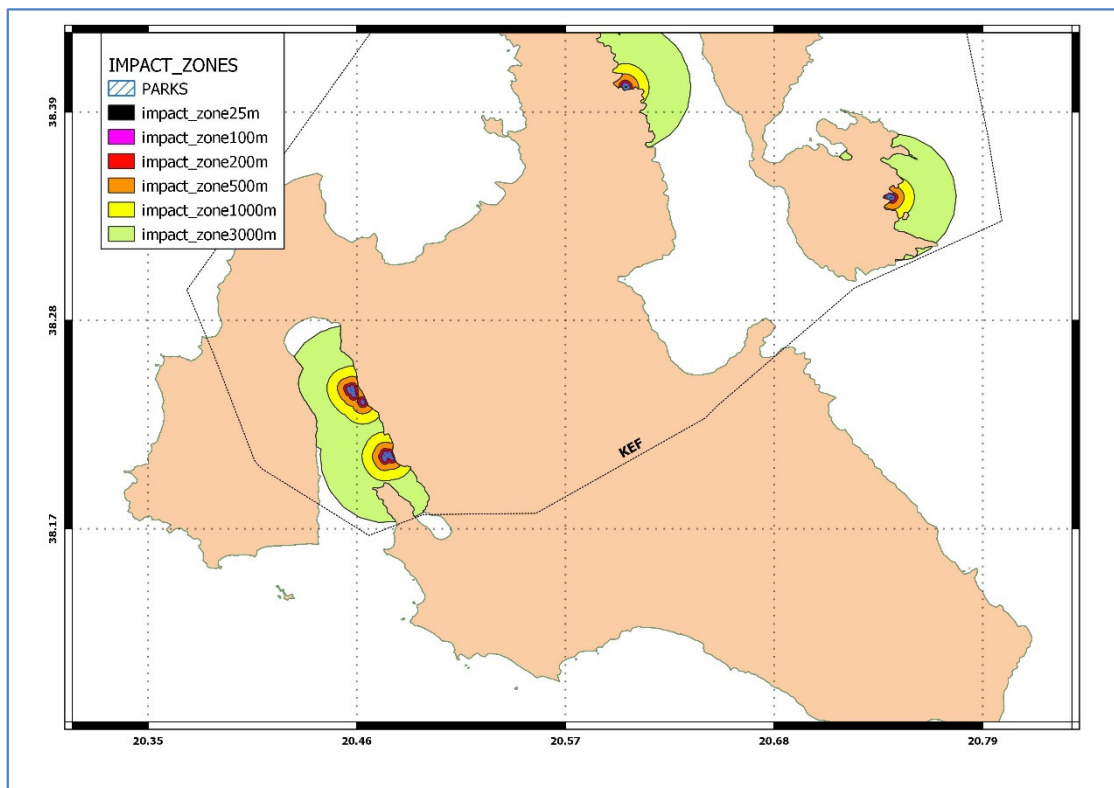 IMPACT_ZONES
PARKS
impact_zone25m
impact_zone100m
impact_zone200m
impact_zone500m
impact_zone1000m
impact_zone3000m
38.39
38.28
38.17
KEF
20.35
20.46
20.57
20.68
20.79